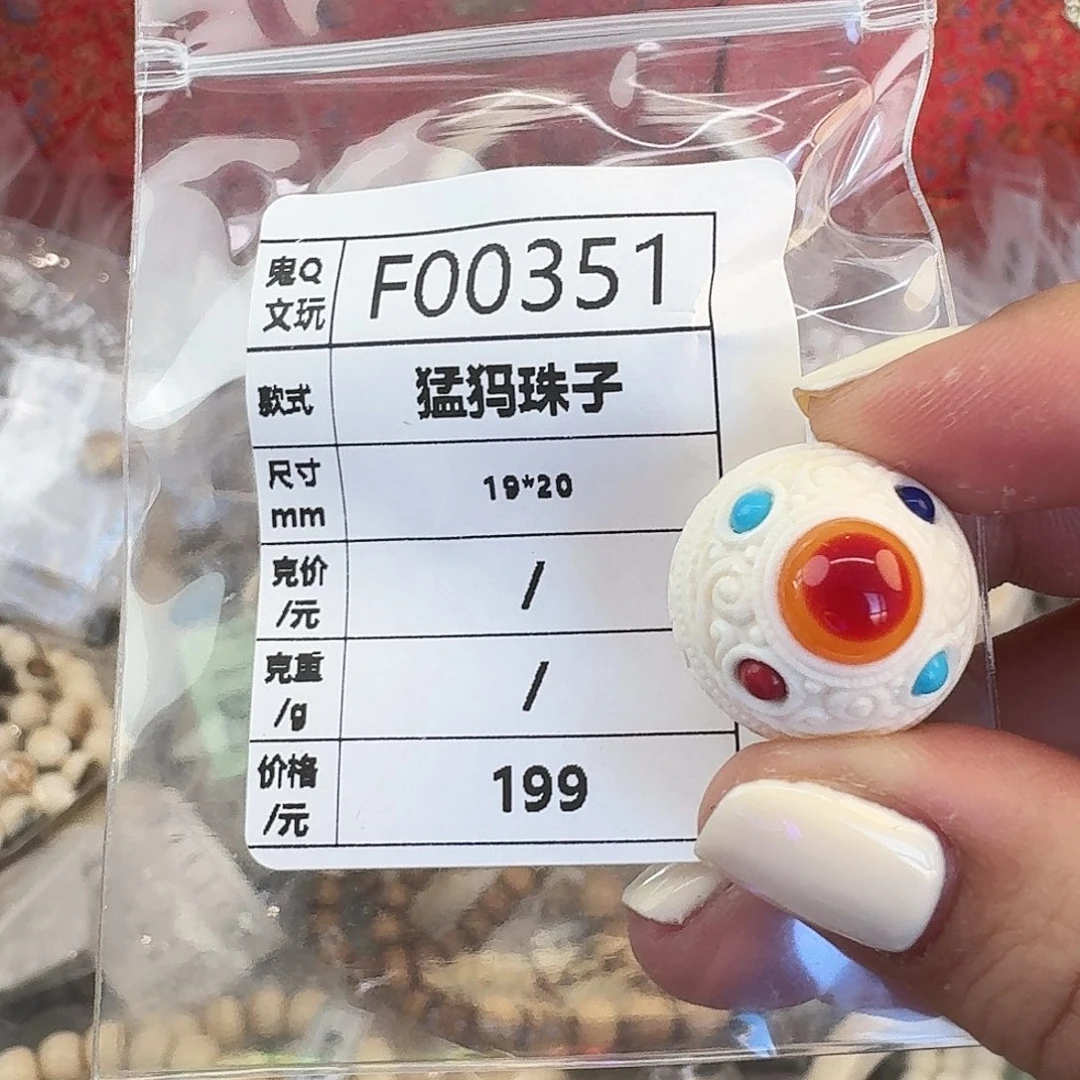 鬼Q
文玩
F00351
款式
猛犸珠子
尺寸
mm
19*20
克价
/元
/
克重
/g
/
价格
/元
199